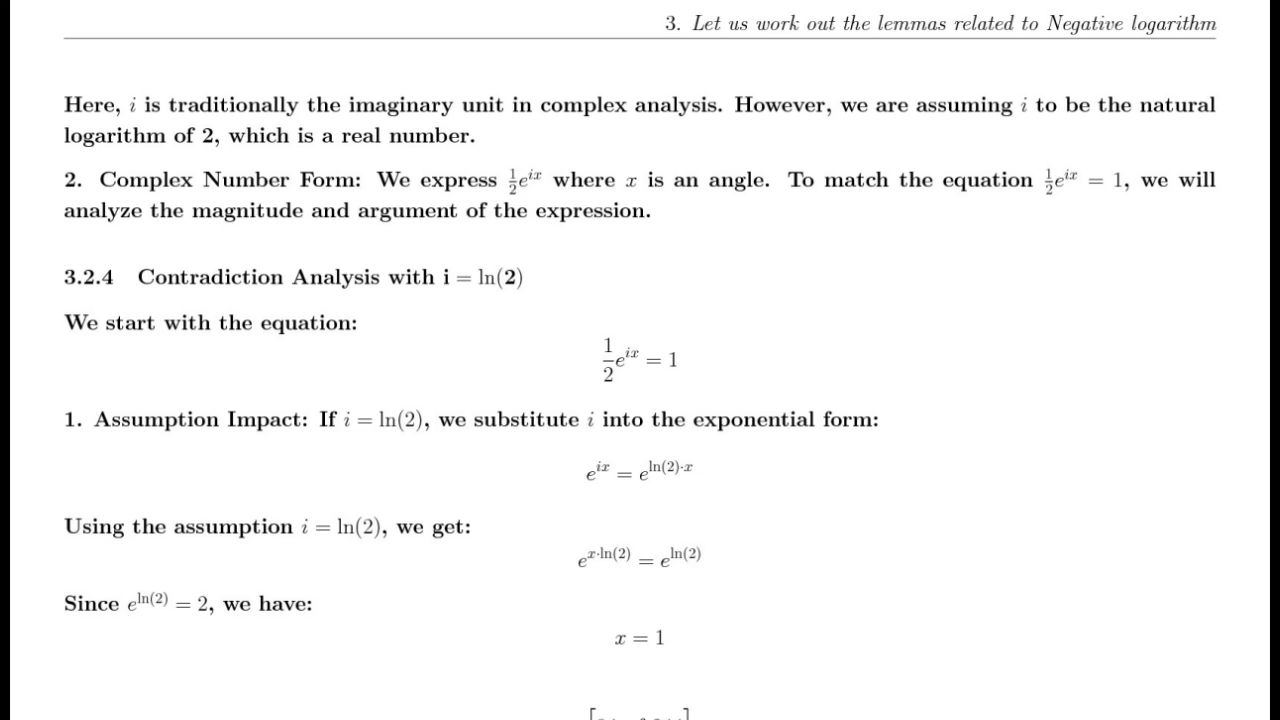 3. Let us work out the lemmas related to Negative logarithm
Here, i is traditionally the imaginary unit in complex analysis. However, we are assuming i to be the natural
logarithm of 2, which is a real number.
2. Complex Number Form: We express ½e^{ix} where x is an angle. To match the equation ½e^{ix} = 1, we will
analyze the magnitude and argument of the expression.
3.2.4 Contradiction Analysis with i = ln(2)
We start with the equation:
½e^{ix} = 1
1. Assumption Impact: If i = ln(2), we substitute i into the exponential form:
e^{ix} = e^{ln(2)·x}
Using the assumption i = ln(2), we get:
e^{x·ln(2)} = e^{ln(2)}
Since e^{ln(2)} = 2, we have:
x = 1